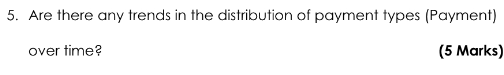 5. Are there any trends in the distribution of payment types (Payment)
over time? (5 Marks)